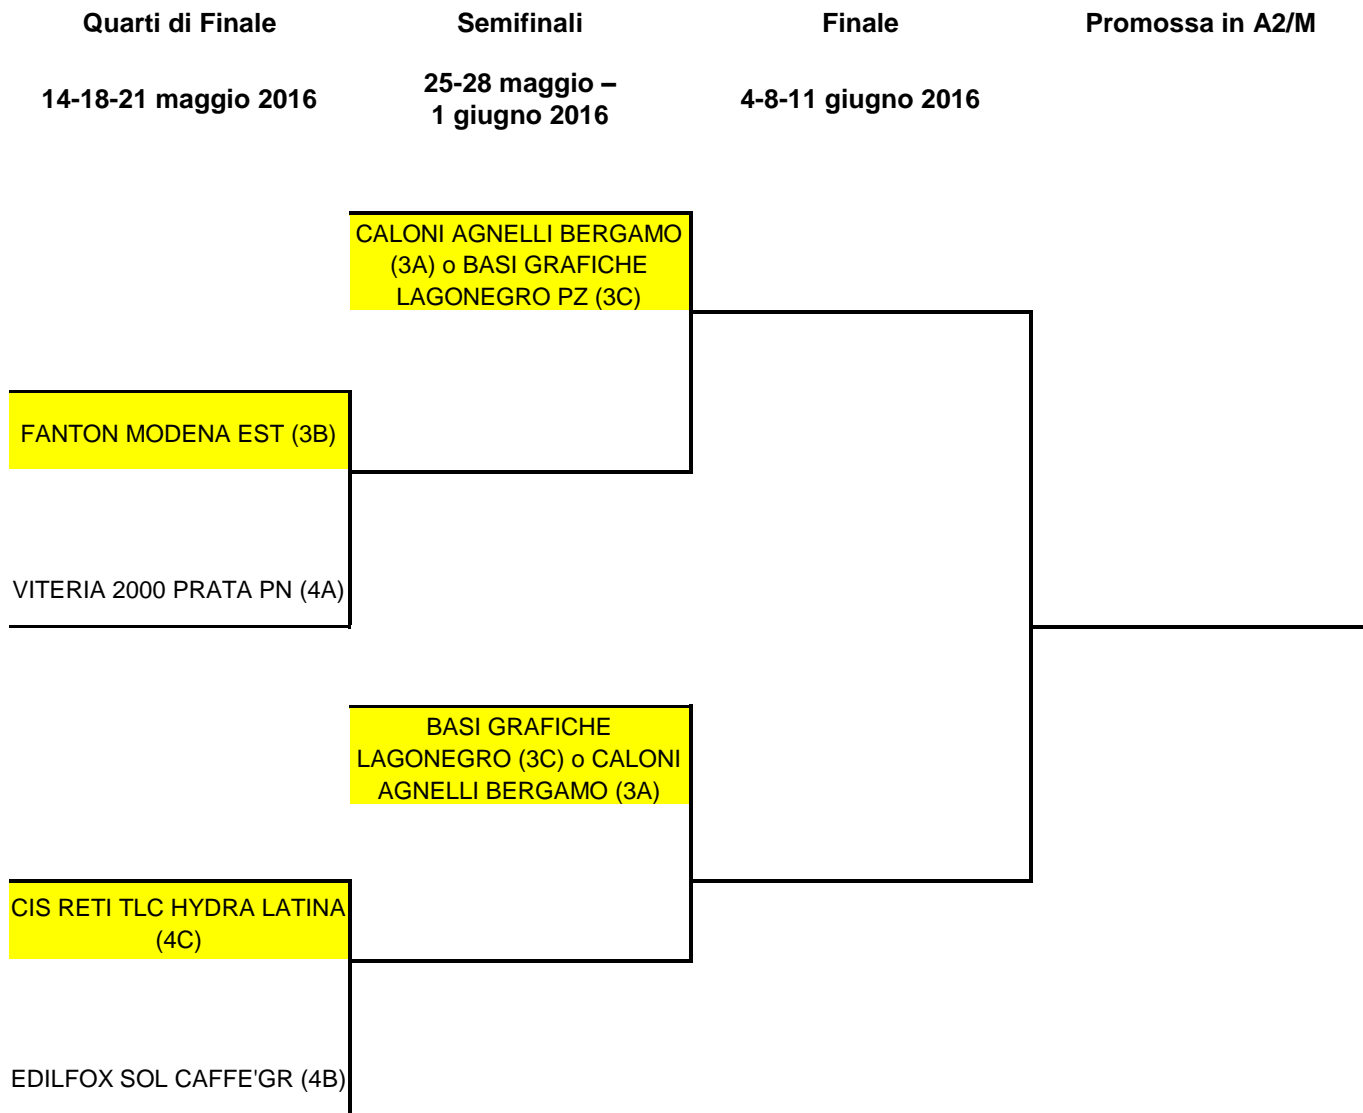 Quarti di Finale
Semifinali
Finale
Promossa in A2/M
14-18-21 maggio 2016
25-28 maggio –
1 giugno 2016
4-8-11 giugno 2016
CALONI AGNELLI BERGAMO
(3A) o BASI GRAFICHE
LAGONEGRO PZ (3C)
FANTON MODENA EST (3B)
VITERIA 2000 PRATA PN (4A)
BASI GRAFICHE
LAGONEGRO (3C) o CALONI
AGNELLI BERGAMO (3A)
CIS RETI TLC HYDRA LATINA
(4C)
EDILFOX SOL CAFFE'GR (4B)